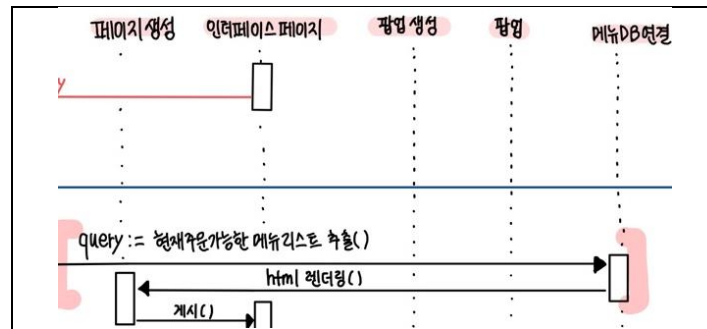 페이지 생성 인터페이스 페이지 팝업 생성 팝업 메뉴DB연결
y
query := 현재주문가능한 메뉴리스트 추출()
html 렌더링()
게시()